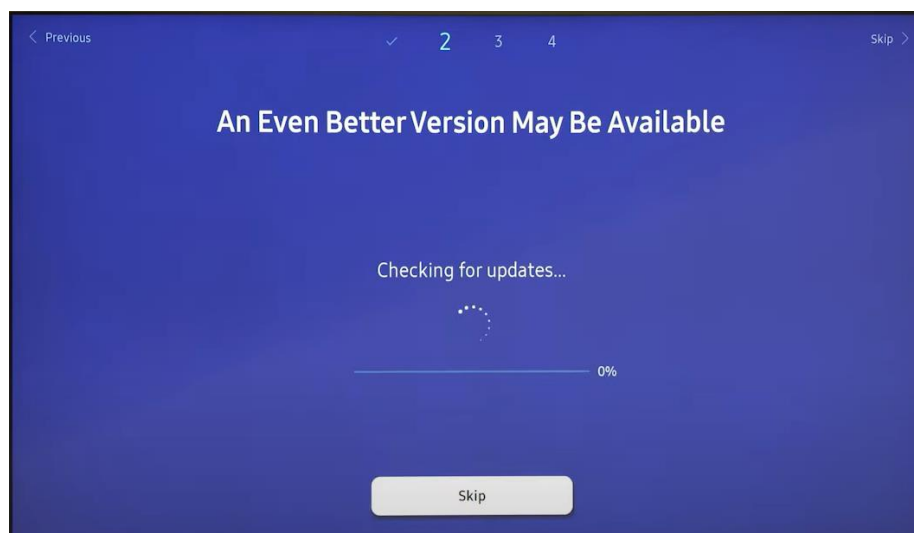 Previous
2 3 4
Skip
An Even Better Version May Be Available
Checking for updates...
0%
Skip